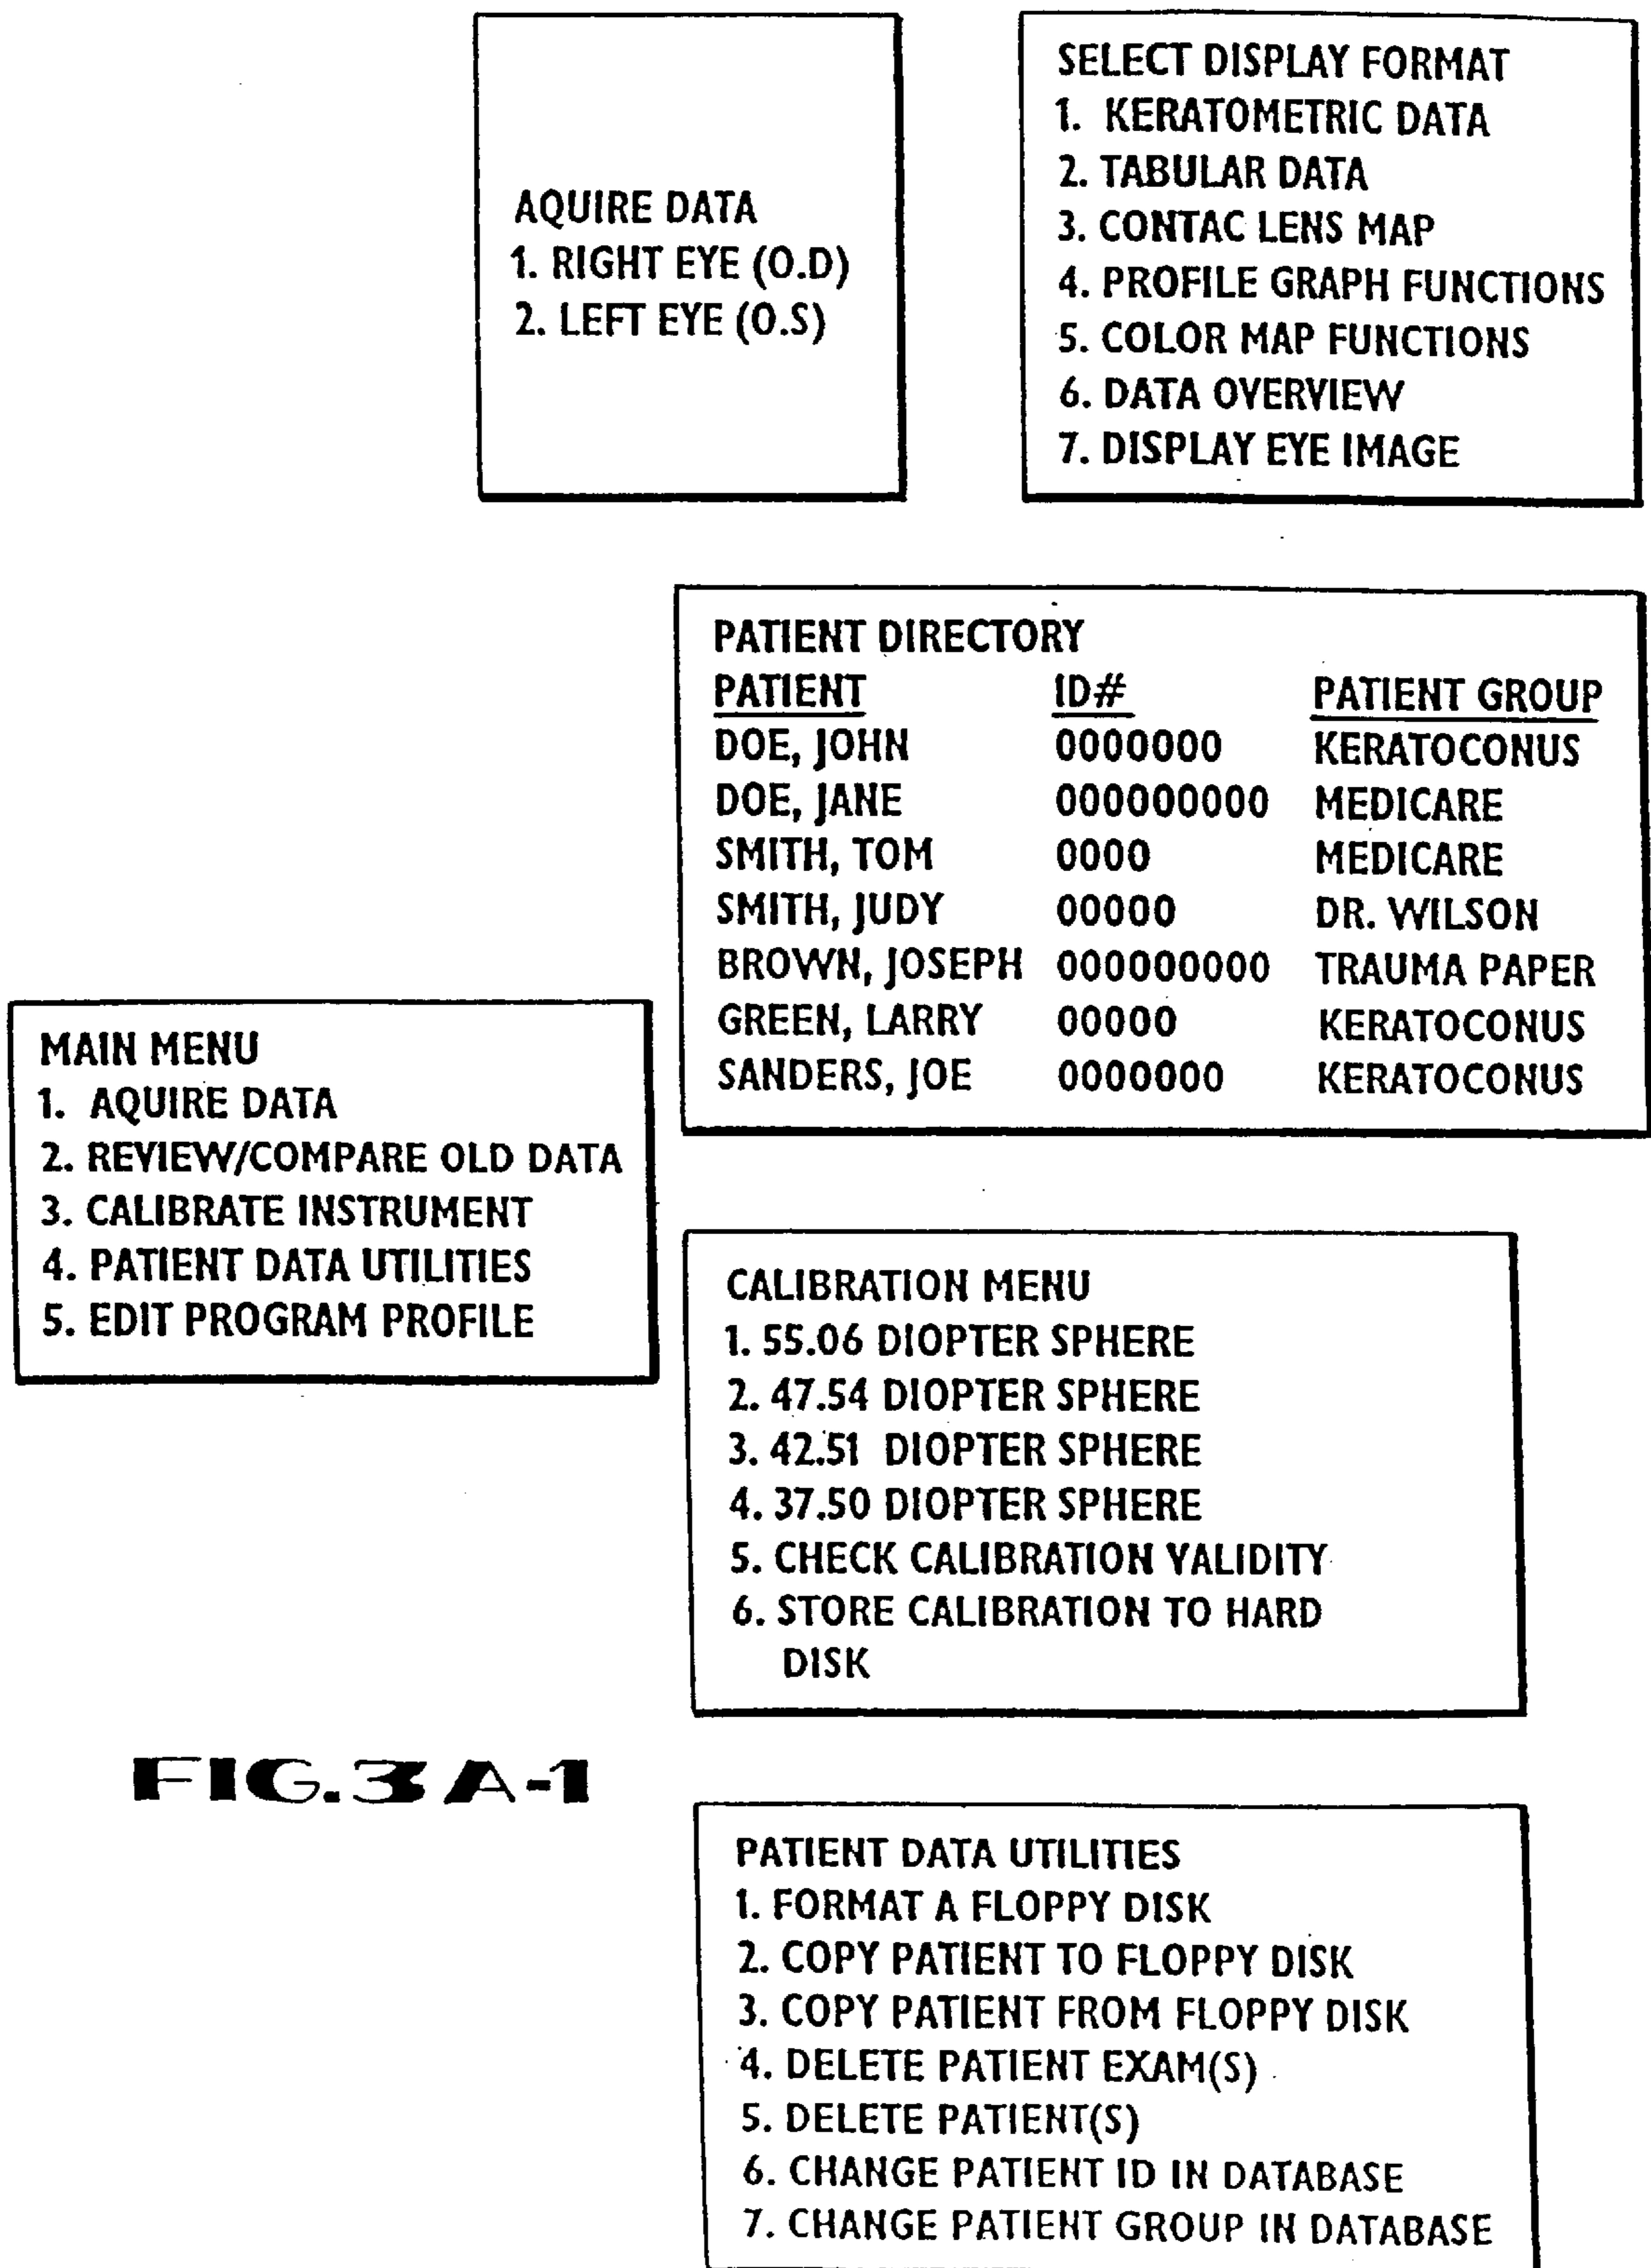 AQUIRE DATA
1. RIGHT EYE (O.D)
2. LEFT EYE (O.S)
SELECT DISPLAY FORMAT
1. KERATOMETRIC DATA
2. TABULAR DATA
3. CONTAC LENS MAP
4. PROFILE GRAPH FUNCTIONS
5. COLOR MAP FUNCTIONS
6. DATA OVERVIEW
7. DISPLAY EYE IMAGE
PATIENT DIRECTORY
PATIENT ID# PATIENT GROUP
DOE, JOHN 0000000 KERATOCONUS
DOE, JANE 000000000 MEDICARE
SMITH, TOM 0000 MEDICARE
SMITH, JUDY 00000 DR. WILSON
BROWN, JOSEPH 000000000 TRAUMA PAPER
GREEN, LARRY 00000 KERATOCONUS
SANDERS, JOE 0000000 KERATOCONUS
MAIN MENU
1. AQUIRE DATA
2. REVIEW/COMPARE OLD DATA
3. CALIBRATE INSTRUMENT
4. PATIENT DATA UTILITIES
5. EDIT PROGRAM PROFILE
CALIBRATION MENU
1. 55.06 DIOPTER SPHERE
2. 47.54 DIOPTER SPHERE
3. 42.51 DIOPTER SPHERE
4. 37.50 DIOPTER SPHERE
5. CHECK CALIBRATION VALIDITY
6. STORE CALIBRATION TO HARD
DISK
FIG.3A-1
PATIENT DATA UTILITIES
1. FORMAT A FLOPPY DISK
2. COPY PATIENT TO FLOPPY DISK
3. COPY PATIENT FROM FLOPPY DISK
4. DELETE PATIENT EXAM(S)
5. DELETE PATIENT(S)
6. CHANGE PATIENT ID IN DATABASE
7. CHANGE PATIENT GROUP IN DATABASE